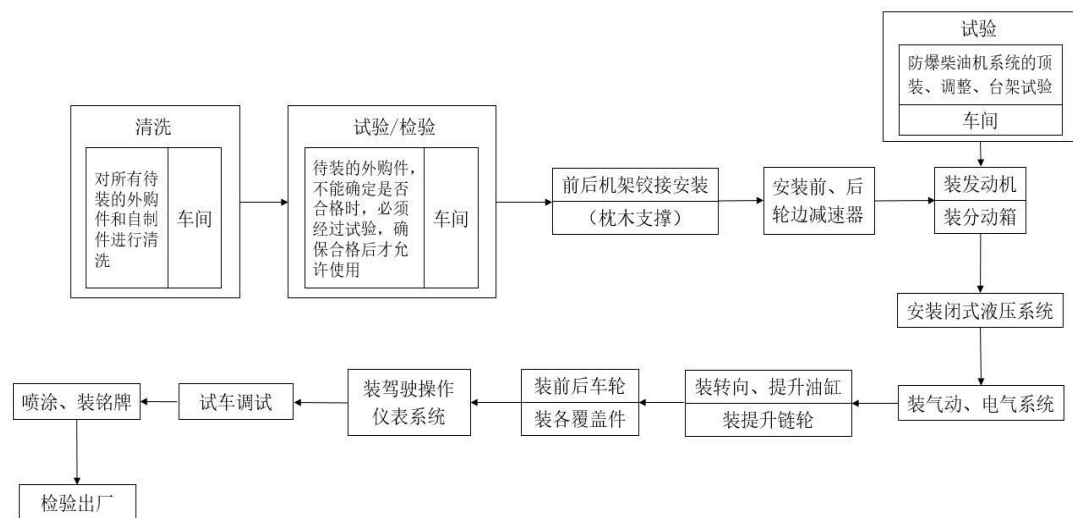 试验
防爆柴油机系统的顶
装、调整、台架试验
车间
清洗
对所有待
装的外购
件和自制
件进行清
洗
车间
试验/检验
待装的外购件，
不能确定是否
合格时，必须
经过试验，确
保合格后才允
许使用
车间
前后机架铰接安装
（枕木支撑）
安装前、后
轮边减速器
装发动机
装分动箱
安装闭式液压系统
装气动、电气系统
装转向、提升油缸
装提升链轮
装前后车轮
装各覆盖件
装驾驶操作
仪表系统
试车调试
喷涂、装铭牌
检验出厂